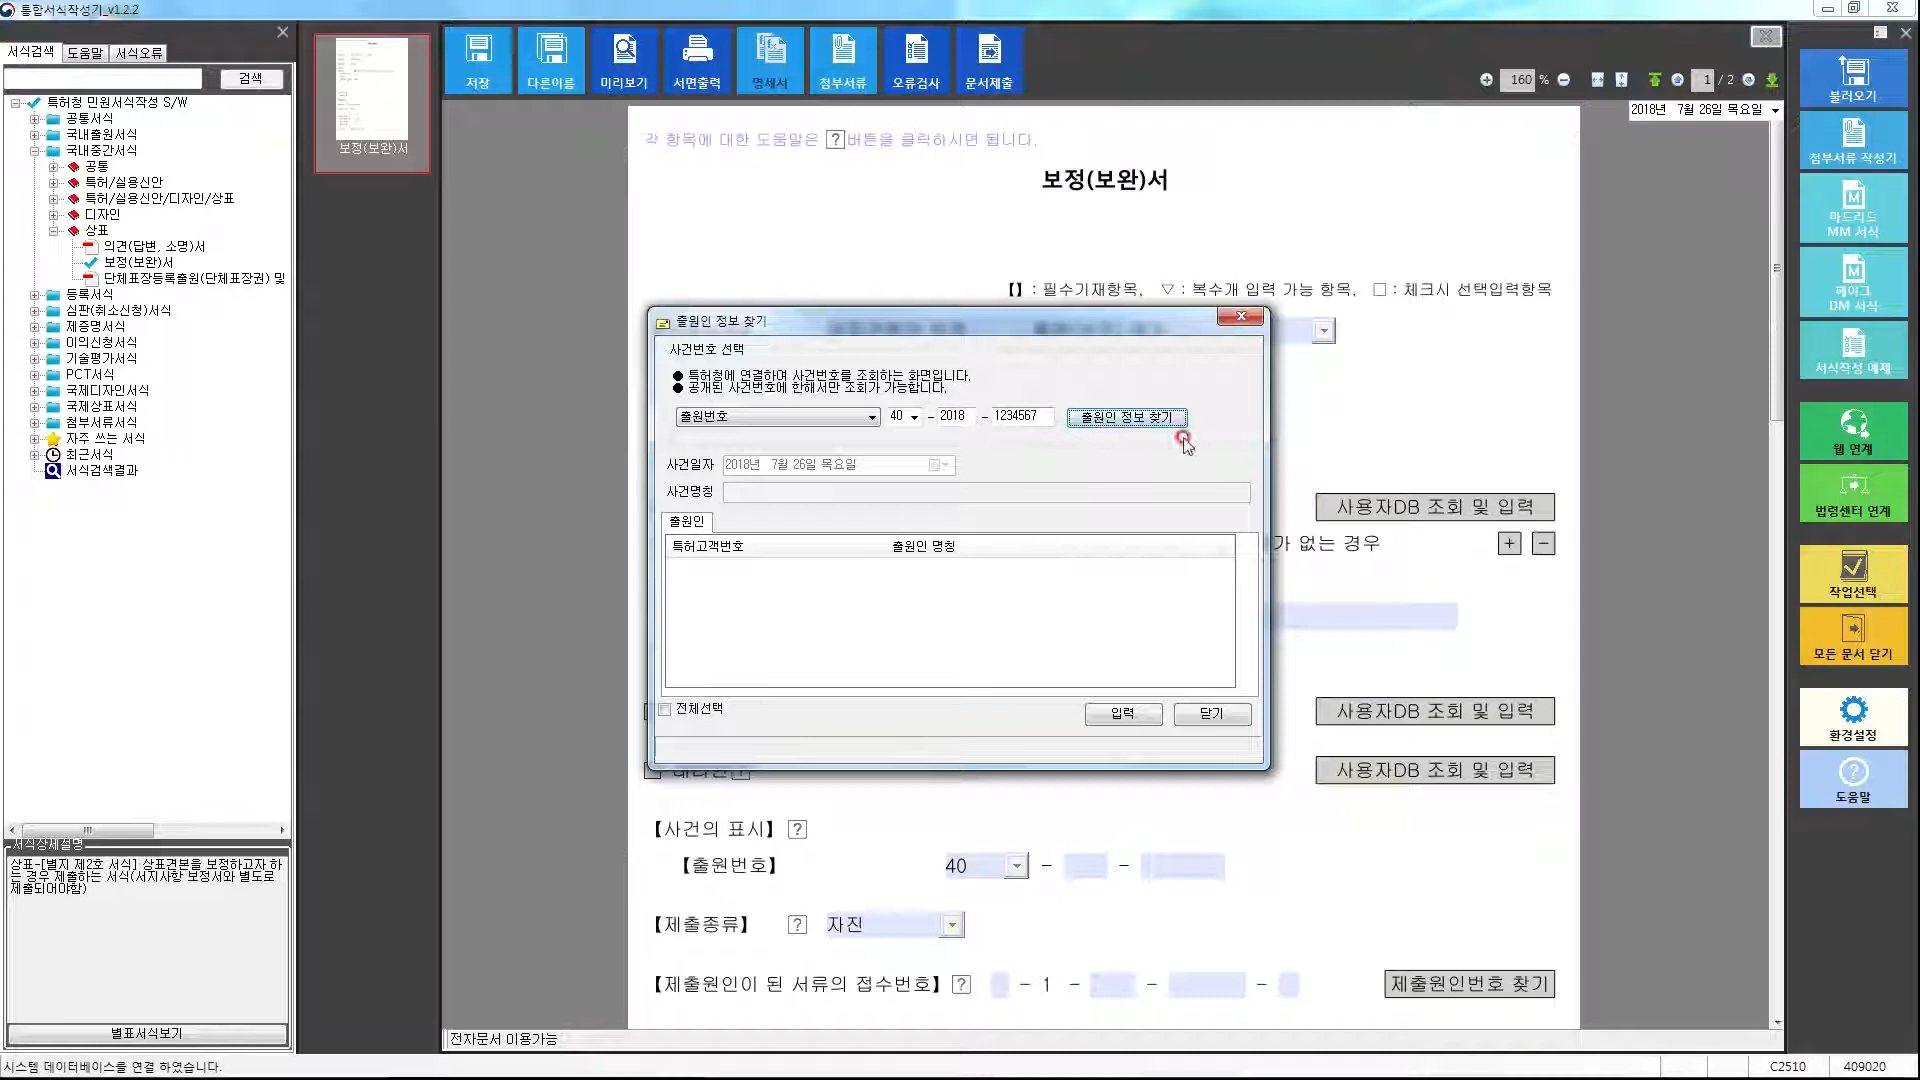 통합서식작성기_v1.2.2
서식검색
도움말
서식오류
검색
특허청 민원서식작성 S/W
공통서식
국내출원서식
국내중간서식
공통
특허/실용신안
특허/실용신안/디자인/상표
디자인
상표
의견(답변, 소명)서
보정(보완)서
단체표장등록출원(단체표장권) 및
등록서식
심판(취소신청)서식
제증명서식
이의신청서식
기술평가서식
PCT서식
국제디자인서식
국제상표서식
첨부서류서식
자주 쓰는 서식
최근서식
서식검색결과
서식상세설명
상표-[별지 제2호 서식] 상표견본을 보정하고자 하
는 경우 제출하는 서식(서지사항 보정서와 별도로
제출되어야함)
별표서식보기
시스템 데이터베이스를 연결 하였습니다.
보정(보완)서
저장
다른이름
미리보기
서면출력
명세서
첨부서류
오류검사
문서제출
160 %
1 / 2
2018년 7월 26일 목요일
각 항목에 대한 도움말은 ? 버튼을 클릭하시면 됩니다.
보정(보완)서
【】 : 필수기재항목, ▽ : 복수개 입력 가능 항목, □ : 체크시 선택입력항목
출원인 정보 찾기
사건번호 선택
● 특허청에 연결하여 사건번호를 조회하는 화면입니다.
● 공개된 사건번호에 한해서만 조회가 가능합니다.
출원번호 40 - 2018 - 1234567 출원인 정보 찾기
사건일자 2018년 7월 26일 목요일
사건명칭
출원인
특허고객번호 출원인 명칭
전체선택
입력
닫기
사용자DB 조회 및 입력
가 없는 경우 + -
사용자DB 조회 및 입력
사용자DB 조회 및 입력
【사건의 표시】 ?
【출원번호】 40 - -
【제출종류】 ? 자진
【제출원인이 된 서류의 접수번호】 ? - 1 - - - 제출원인번호 찾기
전자문서 이용가능
불러오기
첨부서류 작성기
마드리드
MM 서식
헤이그
DM 서식
서식작성 예제
웹 연계
법령센터 연계
작업선택
모든 문서 닫기
환경설정
도움말
C2510
409020